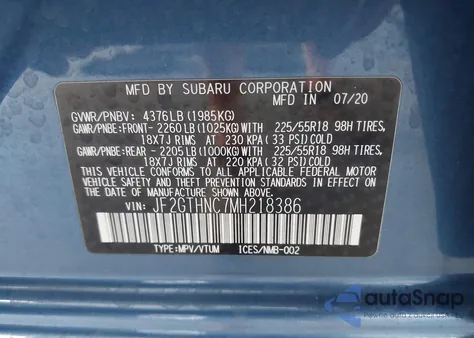 MFD BY SUBARU CORPORATION
GVWR/PNBV: 4376LB (1985KG) 07/20
GAWR/PNBE:FRONT- 2260LB(1025KG)WITH 225/55R18 98H TIRES,
18X7J RIMS AT 230 KPA (33 PSI)COLD SINGLE.
GAWR/PNBE:REAR - 2205LB(1000KG)WITH 225/55R18 98H TIRES,
18X7J RIMS AT 220 KPA (32 PSI)COLD SINGLE.
THIS VEHICLE CONFORMS TO ALL APPLICABLE
FEDERAL MOTOR VEHICLE SAFETY, BUMPER,
AND THEFT PREVENTION STANDARDS IN EFFECT ON
THE DATE OF MANUFACTURE SHOWN ABOVE.
VIN: JF2GTHNC7MH218386
TYPE:MPV/VTUM ICES/NMB-002
autoSnap